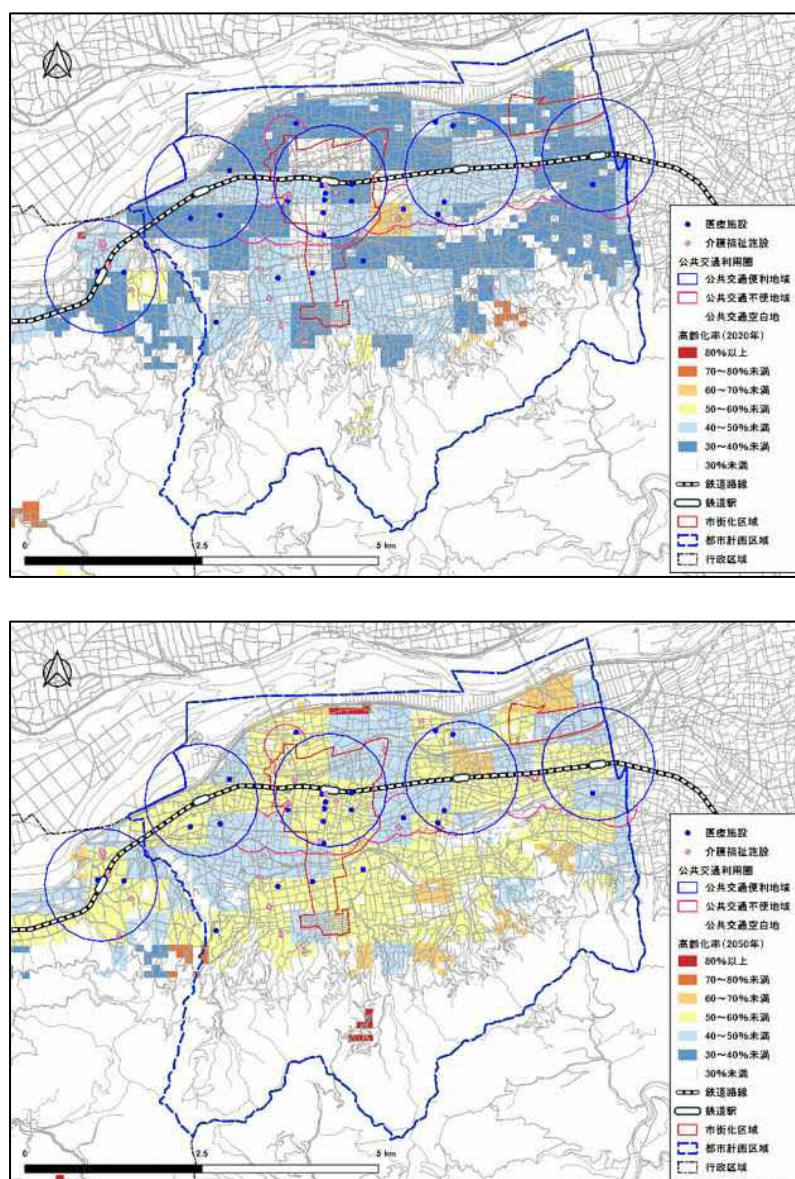 医療施設
介護福祉施設
公共交通利用圏
公共交通便利地域
公共交通不便地域
公共交通空白地
高齢化率(2020年)
80%以上
70～80%未満
60～70%未満
50～60%未満
40～50%未満
30～40%未満
30%未満
鉄道路線
鉄道駅
市街化区域
都市計画区域
行政区域
0 2.5 5 km
医療施設
介護福祉施設
公共交通利用圏
公共交通便利地域
公共交通不便地域
公共交通空白地
高齢化率(2050年)
80%以上
70～80%未満
60～70%未満
50～60%未満
40～50%未満
30～40%未満
30%未満
鉄道路線
鉄道駅
市街化区域
都市計画区域
行政区域
0 2.5 5 km